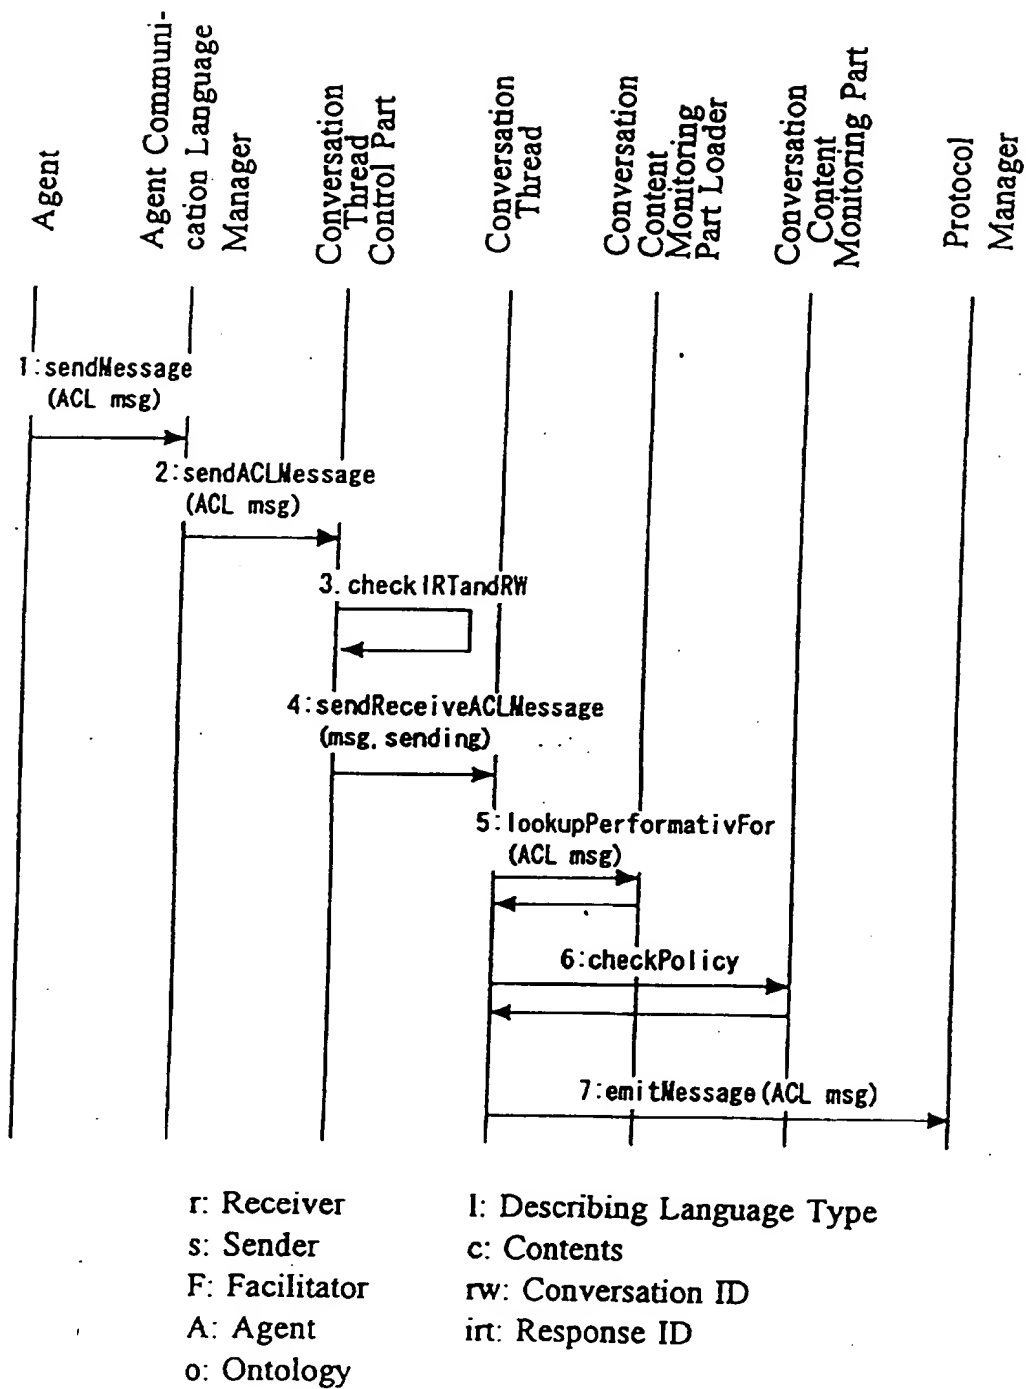 Agent
Agent Communi-
cation Language
Manager
Conversation
Thread
Control Part
Conversation
Thread
Conversation
Content
Monitoring
Part Loader
Conversation
Content
Monitoring Part
Protocol
Manager
1:sendMessage
(ACL msg)
2:sendACLMessage
(ACL msg)
3. checkIRTandRW
4:sendReceiveACLMessage
(msg, sending)
5:lookupPerformativFor
(ACL msg)
6:checkPolicy
7:emitMessage(ACL msg)
r: Receiver
s: Sender
F: Facilitator
A: Agent
o: Ontology
l: Describing Language Type
c: Contents
rw: Conversation ID
irt: Response ID